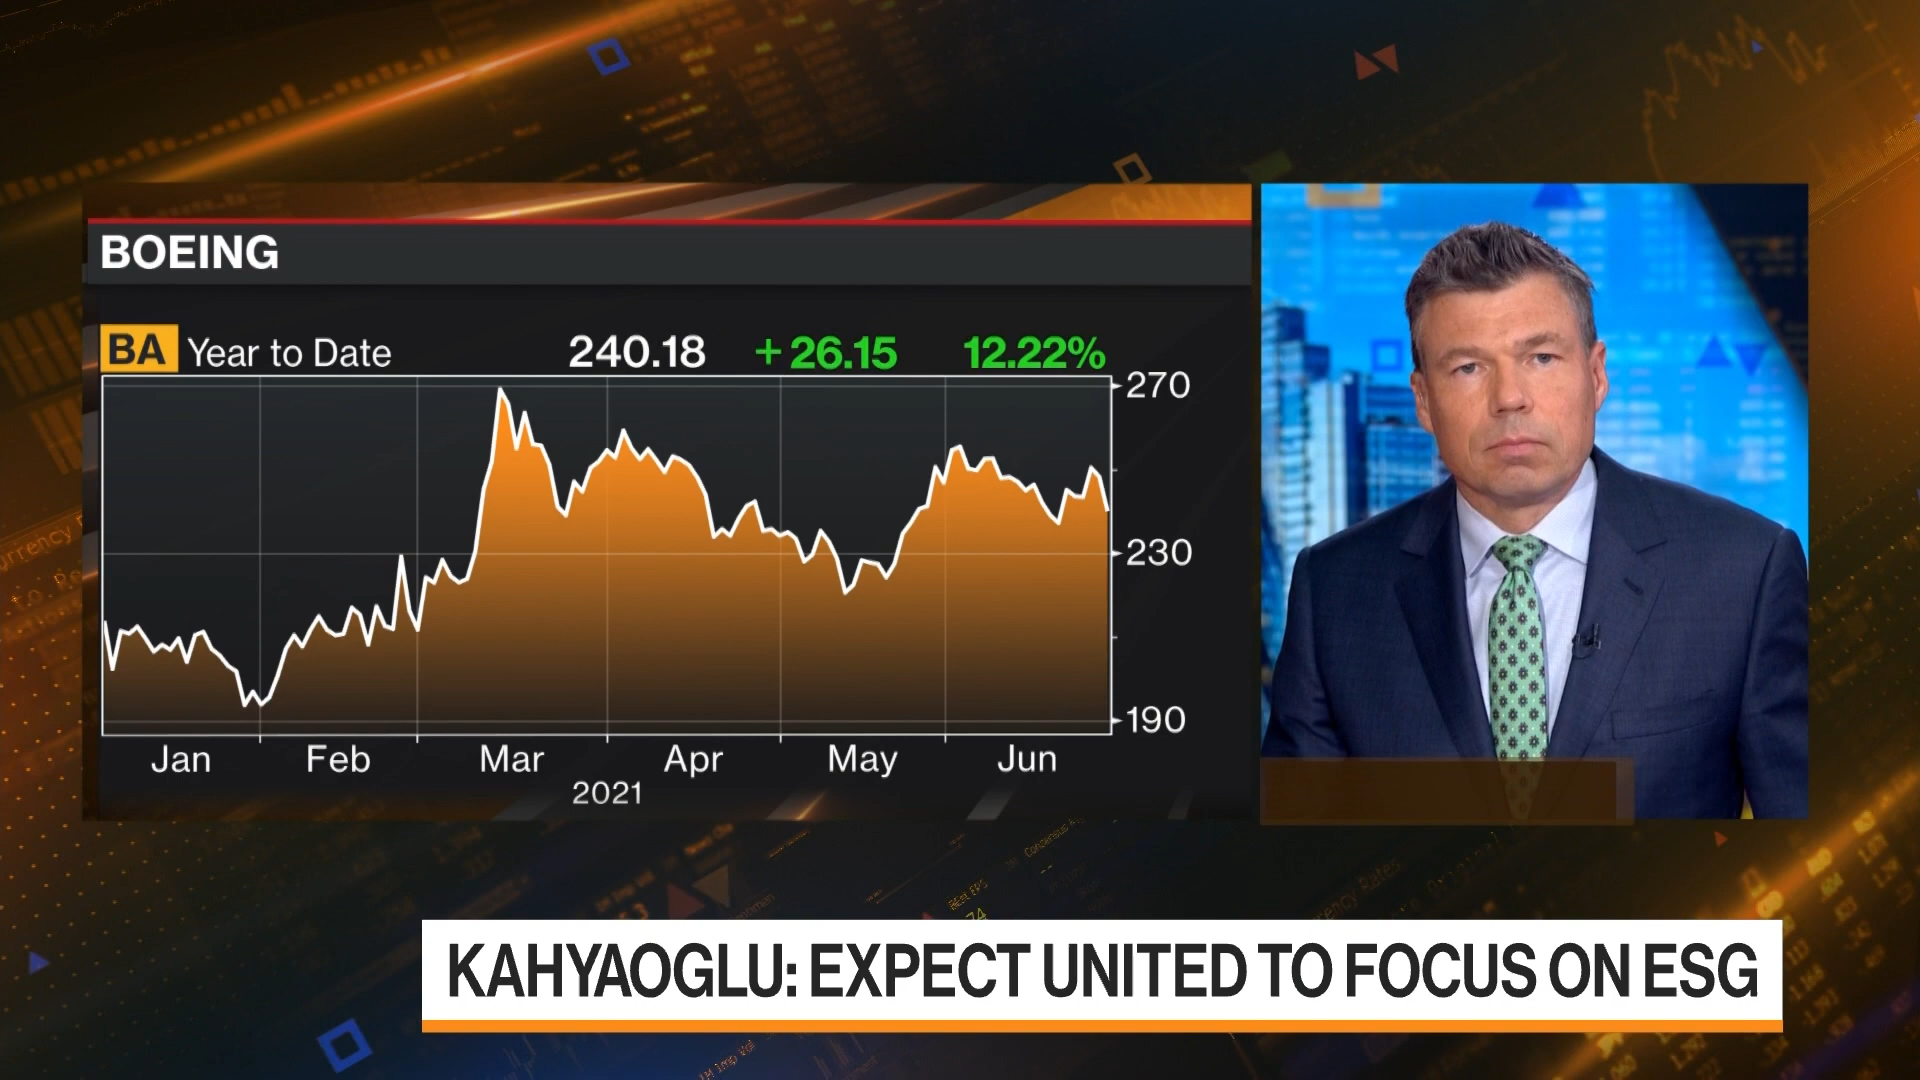 BOEING
BA Year to Date 240.18 +26.15 12.22%
270
230
190
Jan Feb Mar Apr May Jun
2021
KAHYAOGLU: EXPECT UNITED TO FOCUS ON ESG